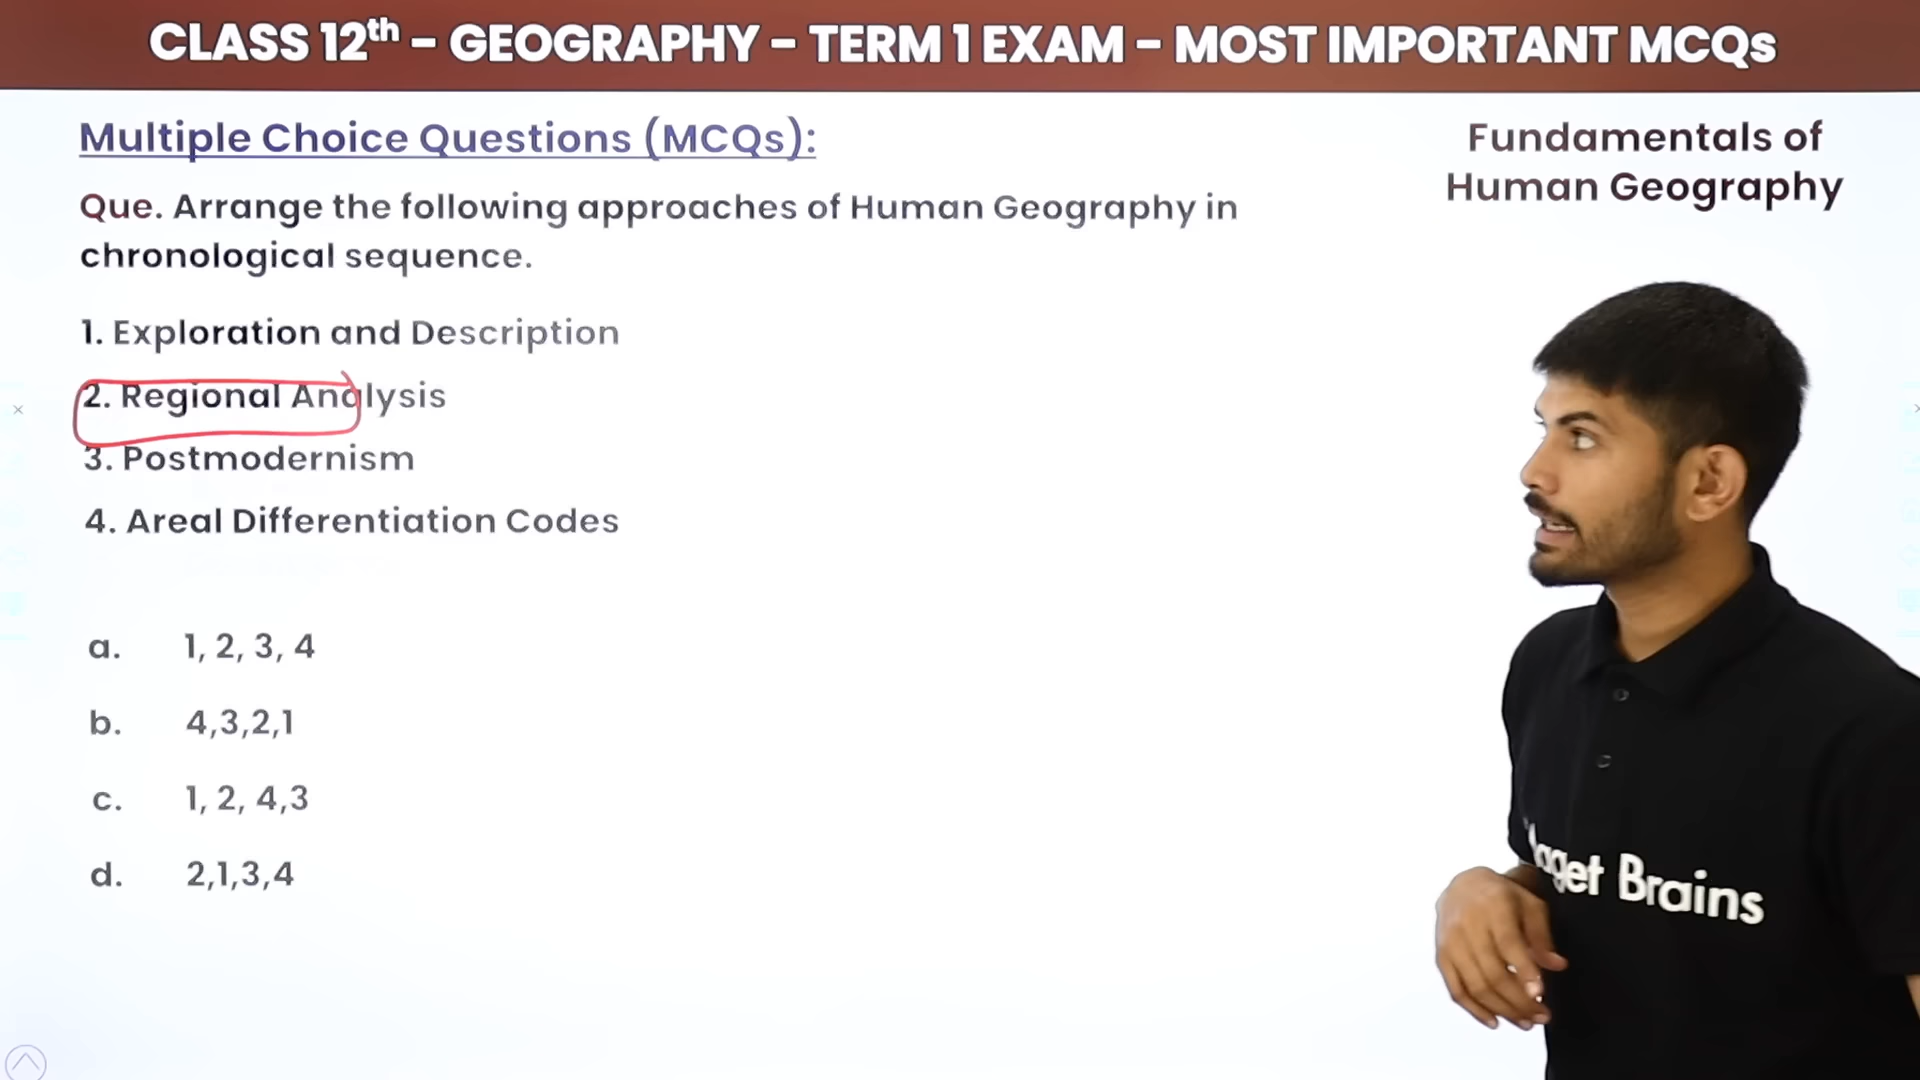 CLASS 12th - GEOGRAPHY - TERM 1 EXAM - MOST IMPORTANT MCQs
Multiple Choice Questions (MCQs):
Fundamentals of
Human Geography
Que. Arrange the following approaches of Human Geography in
chronological sequence.
1. Exploration and Description
2. Regional Analysis
3. Postmodernism
4. Areal Differentiation Codes
a. 1, 2, 3, 4
b. 4,3,2,1
c. 1, 2, 4,3
d. 2,1,3,4
Brains